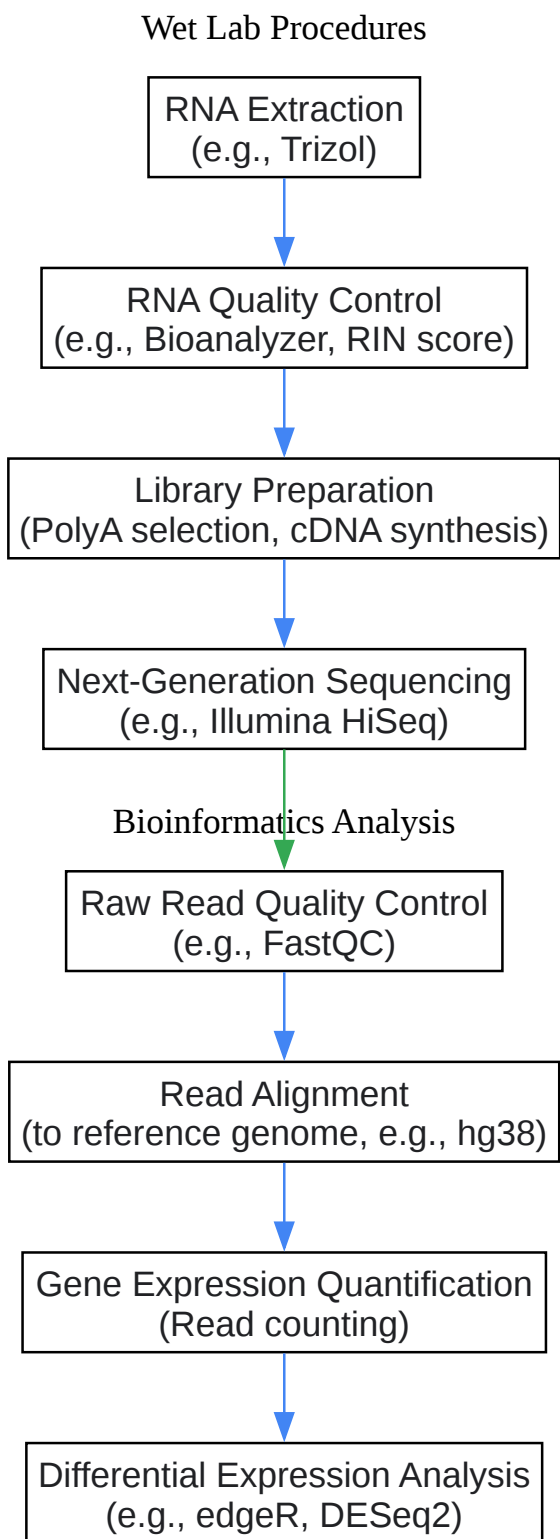 Wet Lab Procedures
RNA Extraction
(e.g., Trizol)
RNA Quality Control
(e.g., Bioanalyzer, RIN score)
Library Preparation
(PolyA selection, cDNA synthesis)
Next-Generation Sequencing
(e.g., Illumina HiSeq)
Bioinformatics Analysis
Raw Read Quality Control
(e.g., FastQC)
Read Alignment
(to reference genome, e.g., hg38)
Gene Expression Quantification
(Read counting)
Differential Expression Analysis
(e.g., edgeR, DESeq2)